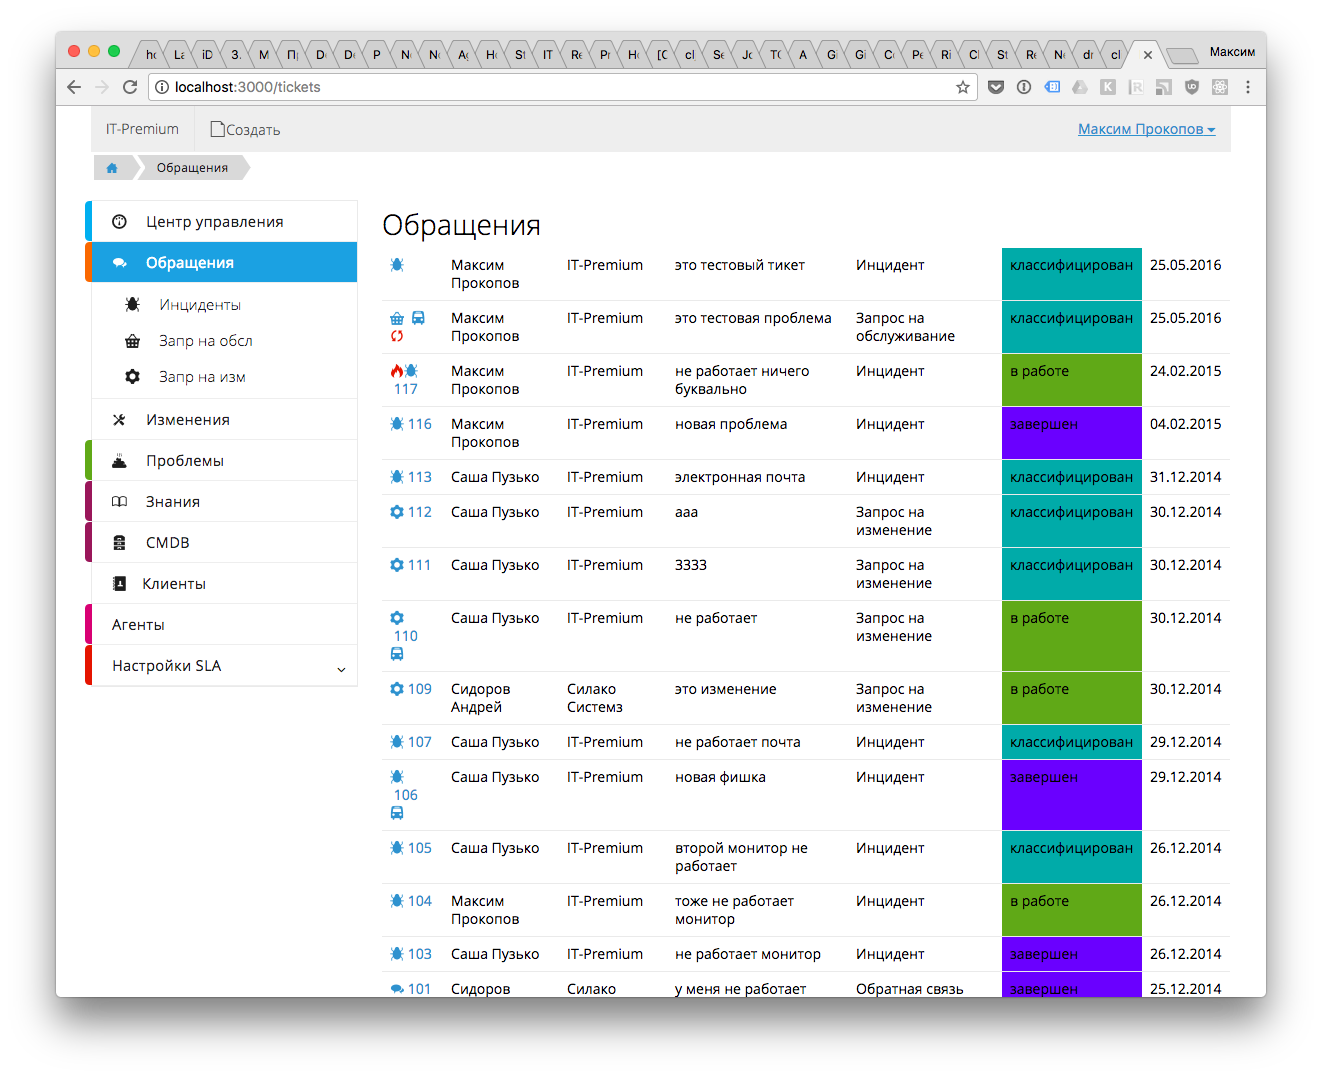 hc La iD 3. M П D D P N N A H St IT Re Pr H [C cl Se Jo TC A Gi Gi C Pe Ri Cl St Re Ne dr cl Максим
localhost:3000/tickets
IT-Premium Создать Максим Прокопов
Обращения
Центр управления
Обращения
Инциденты
Запр на обсл
Запр на изм
Изменения
Проблемы
Знания
CMDB
Клиенты
Агенты
Настройки SLA
Обращения
Максим IT-Premium это тестовый тикет Инцидент классифицирован 25.05.2016
Прокопов
Максим IT-Premium это тестовая проблема Запрос на классифицирован 25.05.2016
Прокопов обслуживание
Максим IT-Premium не работает ничего Инцидент в работе 24.02.2015
117 Прокопов буквально
116 Максим IT-Premium новая проблема Инцидент завершен 04.02.2015
Прокопов
113 Саша Пузько IT-Premium электронная почта Инцидент классифицирован 31.12.2014
112 Саша Пузько IT-Premium ааа Запрос на классифицирован 30.12.2014
изменение
111 Саша Пузько IT-Premium 3333 Запрос на классифицирован 30.12.2014
изменение
Саша Пузько IT-Premium не работает Запрос на в работе 30.12.2014
110 изменение
109 Сидоров Силако это изменение Запрос на в работе 30.12.2014
Андрей Системз изменение
107 Саша Пузько IT-Premium не работает почта Инцидент классифицирован 29.12.2014
Саша Пузько IT-Premium новая фишка Инцидент завершен 29.12.2014
106
105 Саша Пузько IT-Premium второй монитор не Инцидент классифицирован 26.12.2014
работает
104 Максим IT-Premium тоже не работает Инцидент в работе 26.12.2014
Прокопов монитор
103 Саша Пузько IT-Premium не работает монитор Инцидент завершен 26.12.2014
101 Сидоров Силако у меня не работает Обратная связь завершен 25.12.2014